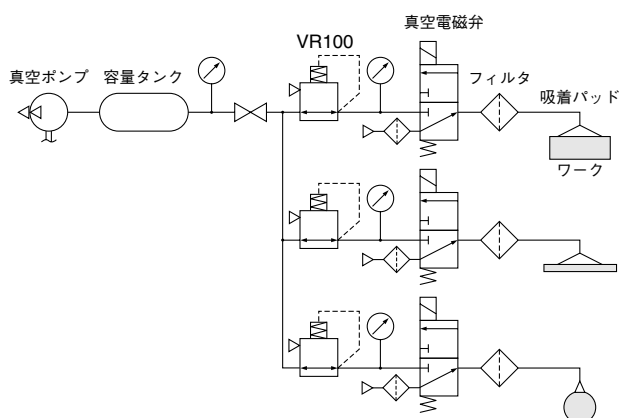 真空電磁弁
VR100
真空ポンプ
容量タンク
フィルタ
吸着パッド
ワーク